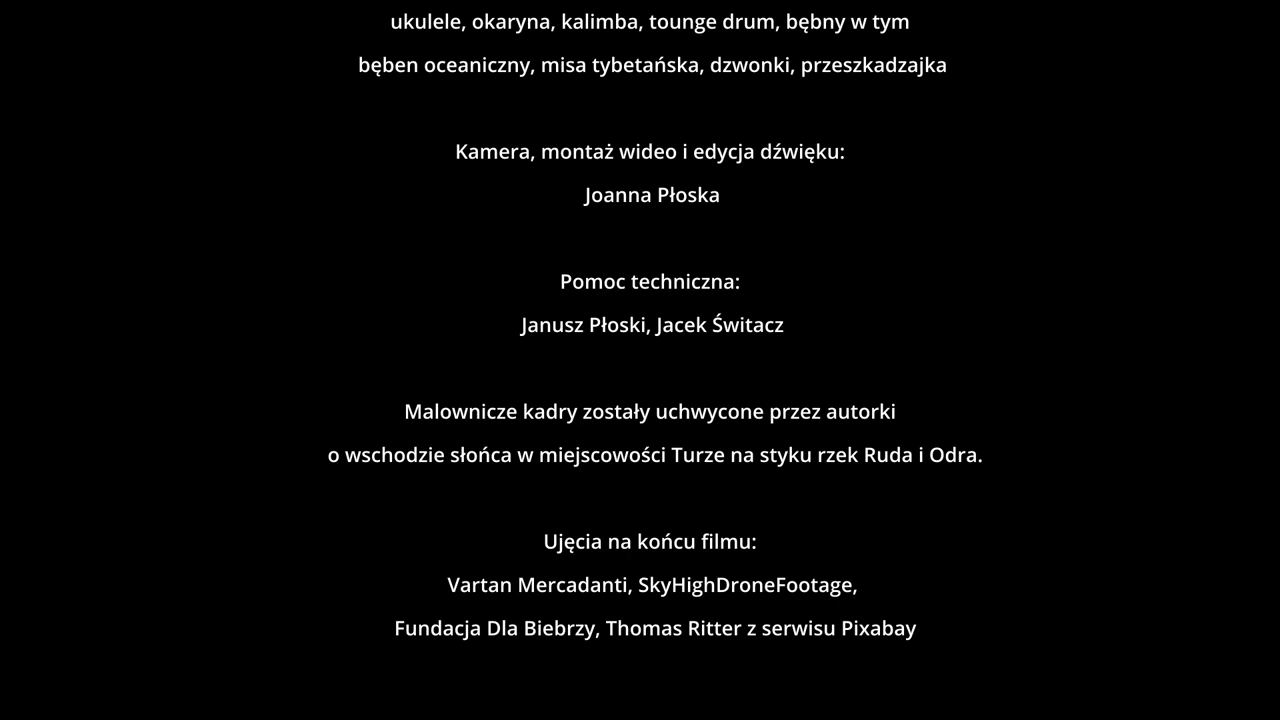 ukulele, okaryna, kalimba, tounge drum, bębny w tym
bęben oceaniczny, misa tybetańska, dzwonki, przeszkadzajka
Kamera, montaż wideo i edycja dźwięku:
Joanna Płoska
Pomoc techniczna:
Janusz Płoski, Jacek Świtacz
Malownicze kadry zostały uchwycone przez autorki
o wschodzie słońca w miejscowości Turze na styku rzek Ruda i Odra.
Ujęcia na końcu filmu:
Vartan Mercadanti, SkyHighDroneFootage,
Fundacja Dla Biebrzy, Thomas Ritter z serwisu Pixabay